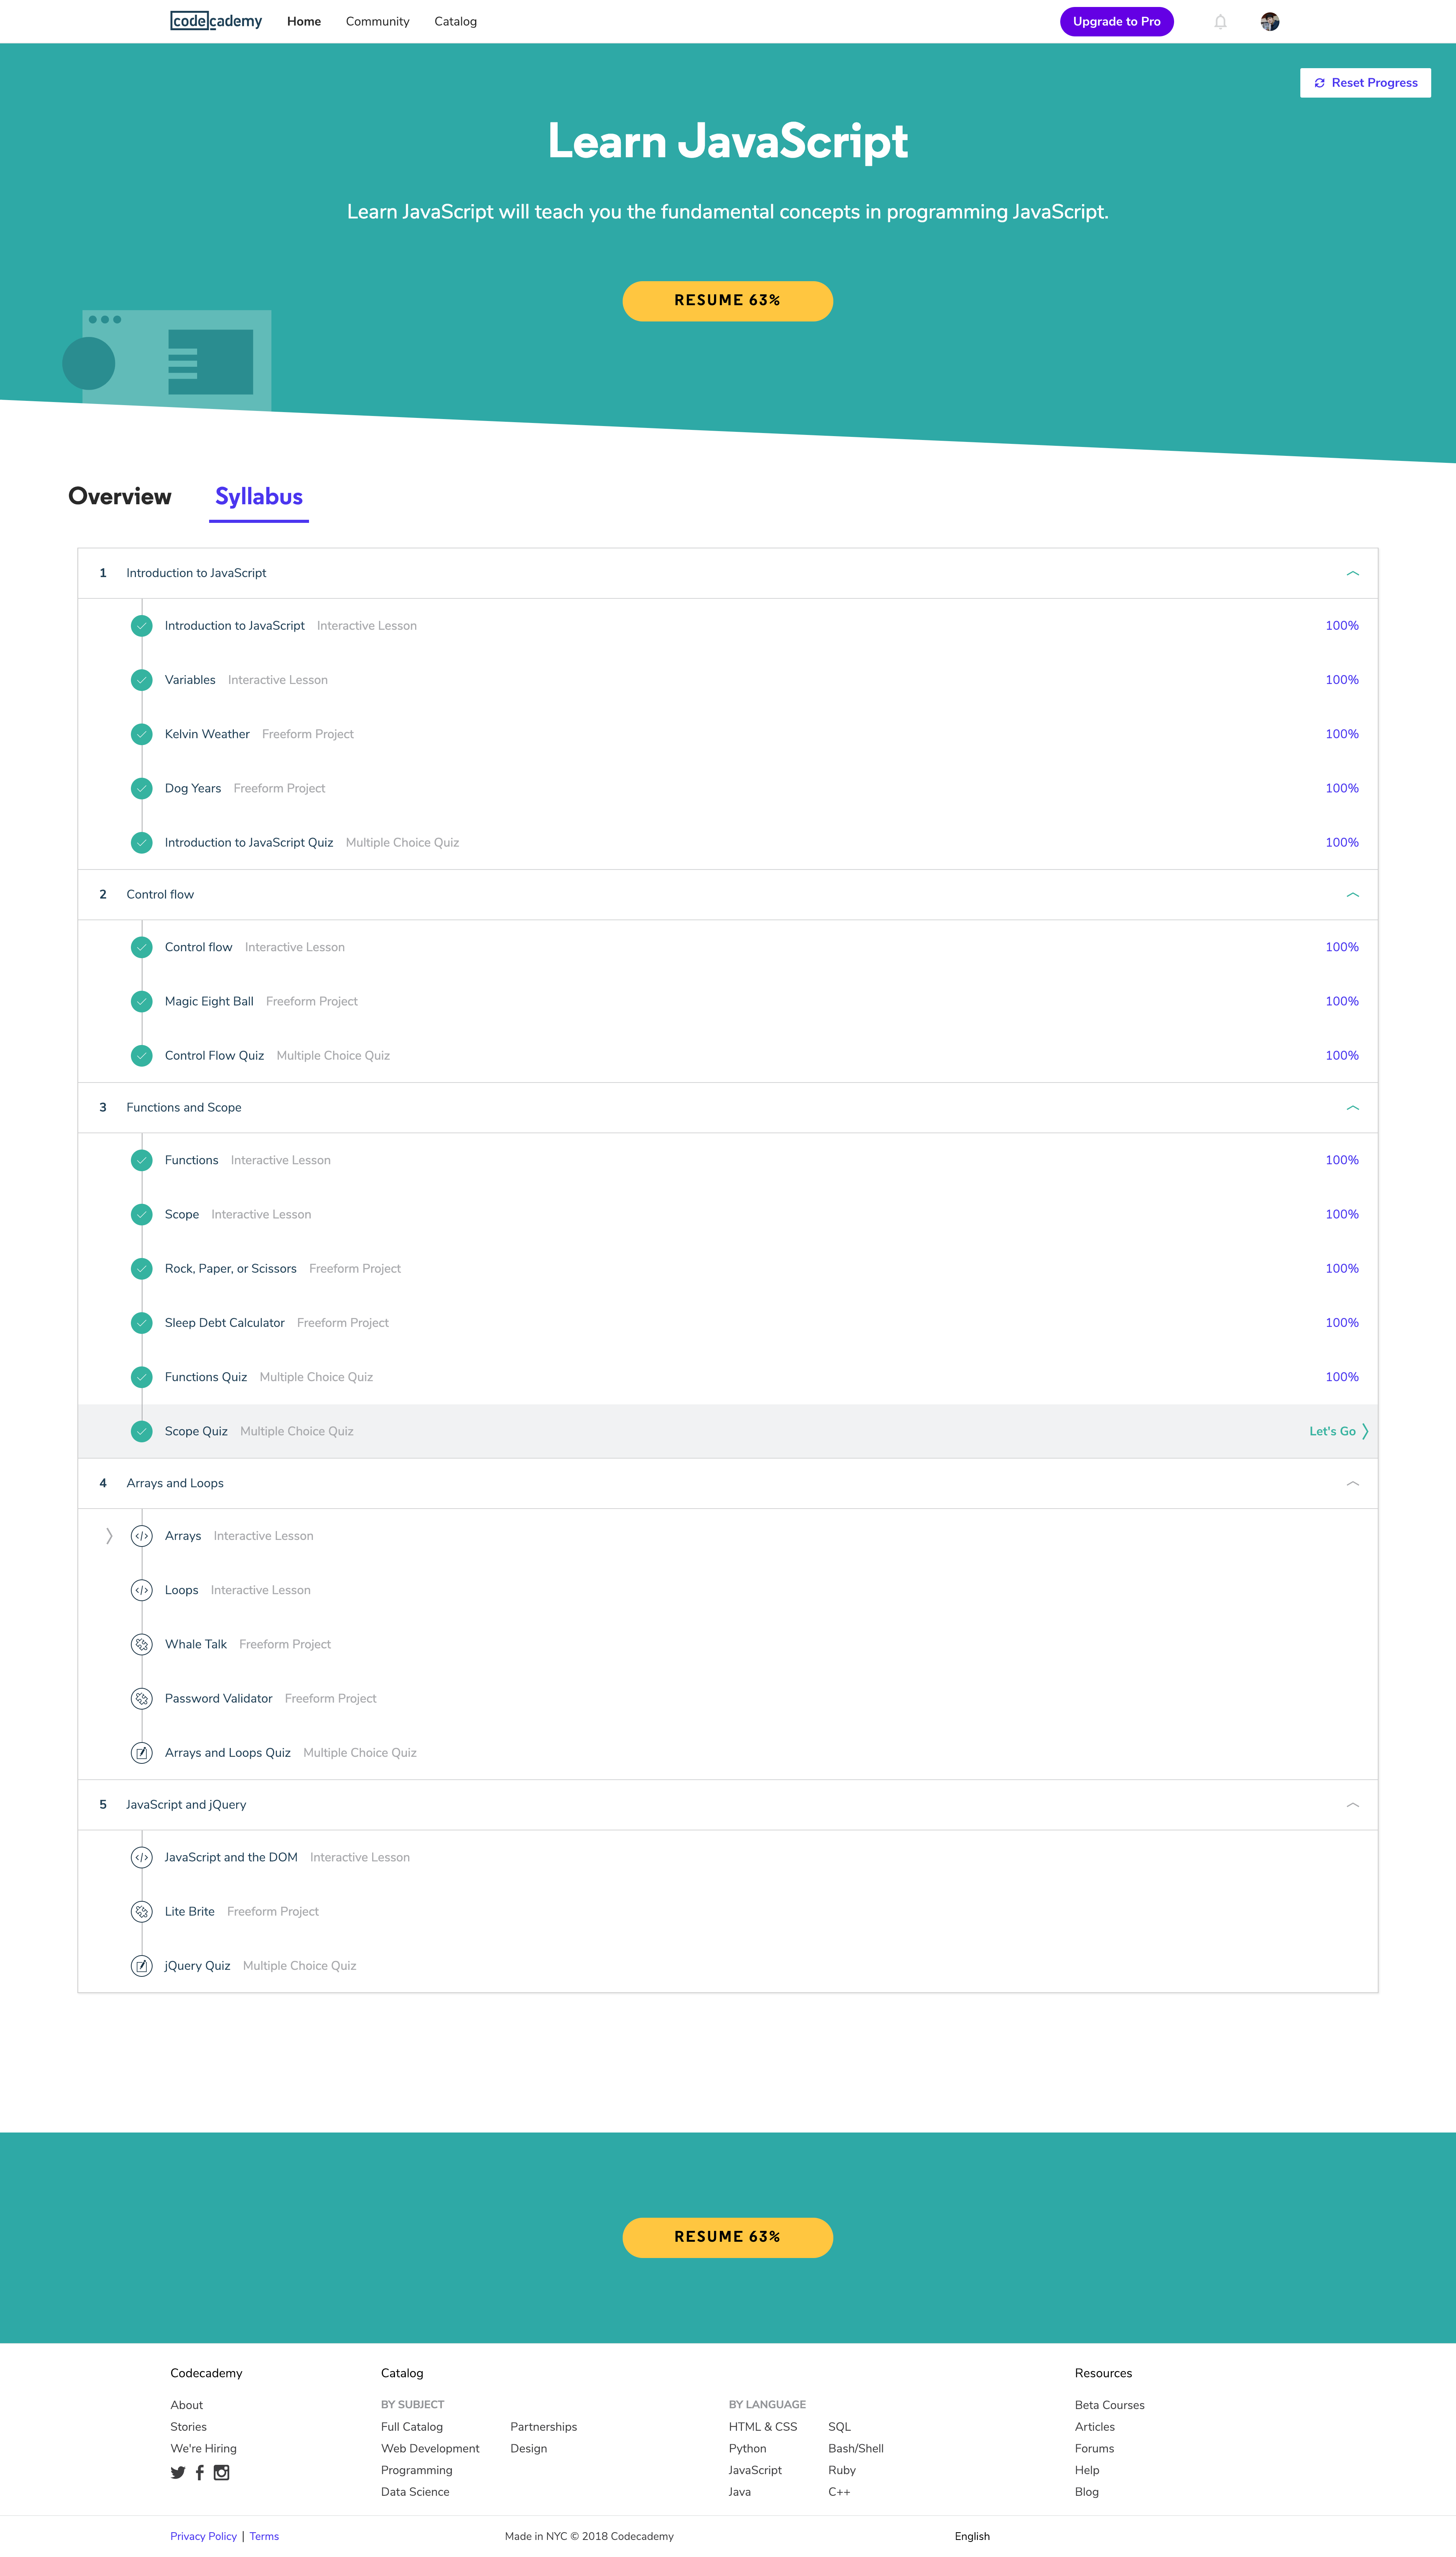 codecademy Home Community Catalog Upgrade to Pro
Reset Progress
Learn JavaScript
Learn JavaScript will teach you the fundamental concepts in programming JavaScript.
RESUME 63%
Overview Syllabus
1 Introduction to JavaScript
Introduction to JavaScript Interactive Lesson 100%
Variables Interactive Lesson 100%
Kelvin Weather Freeform Project 100%
Dog Years Freeform Project 100%
Introduction to JavaScript Quiz Multiple Choice Quiz 100%
2 Control flow
Control flow Interactive Lesson 100%
Magic Eight Ball Freeform Project 100%
Control Flow Quiz Multiple Choice Quiz 100%
3 Functions and Scope
Functions Interactive Lesson 100%
Scope Interactive Lesson 100%
Rock, Paper, or Scissors Freeform Project 100%
Sleep Debt Calculator Freeform Project 100%
Functions Quiz Multiple Choice Quiz 100%
Scope Quiz Multiple Choice Quiz Let's Go
4 Arrays and Loops
Arrays Interactive Lesson
Loops Interactive Lesson
Whale Talk Freeform Project
Password Validator Freeform Project
Arrays and Loops Quiz Multiple Choice Quiz
5 JavaScript and jQuery
JavaScript and the DOM Interactive Lesson
Lite Brite Freeform Project
jQuery Quiz Multiple Choice Quiz
RESUME 63%
Codecademy Catalog Resources
About BY SUBJECT BY LANGUAGE Beta Courses
Stories Full Catalog Partnerships HTML & CSS SQL Articles
We're Hiring Web Development Design Python Bash/Shell Forums
Programming JavaScript Ruby Help
Data Science Java C++ Blog
Privacy Policy | Terms Made in NYC © 2018 Codecademy English